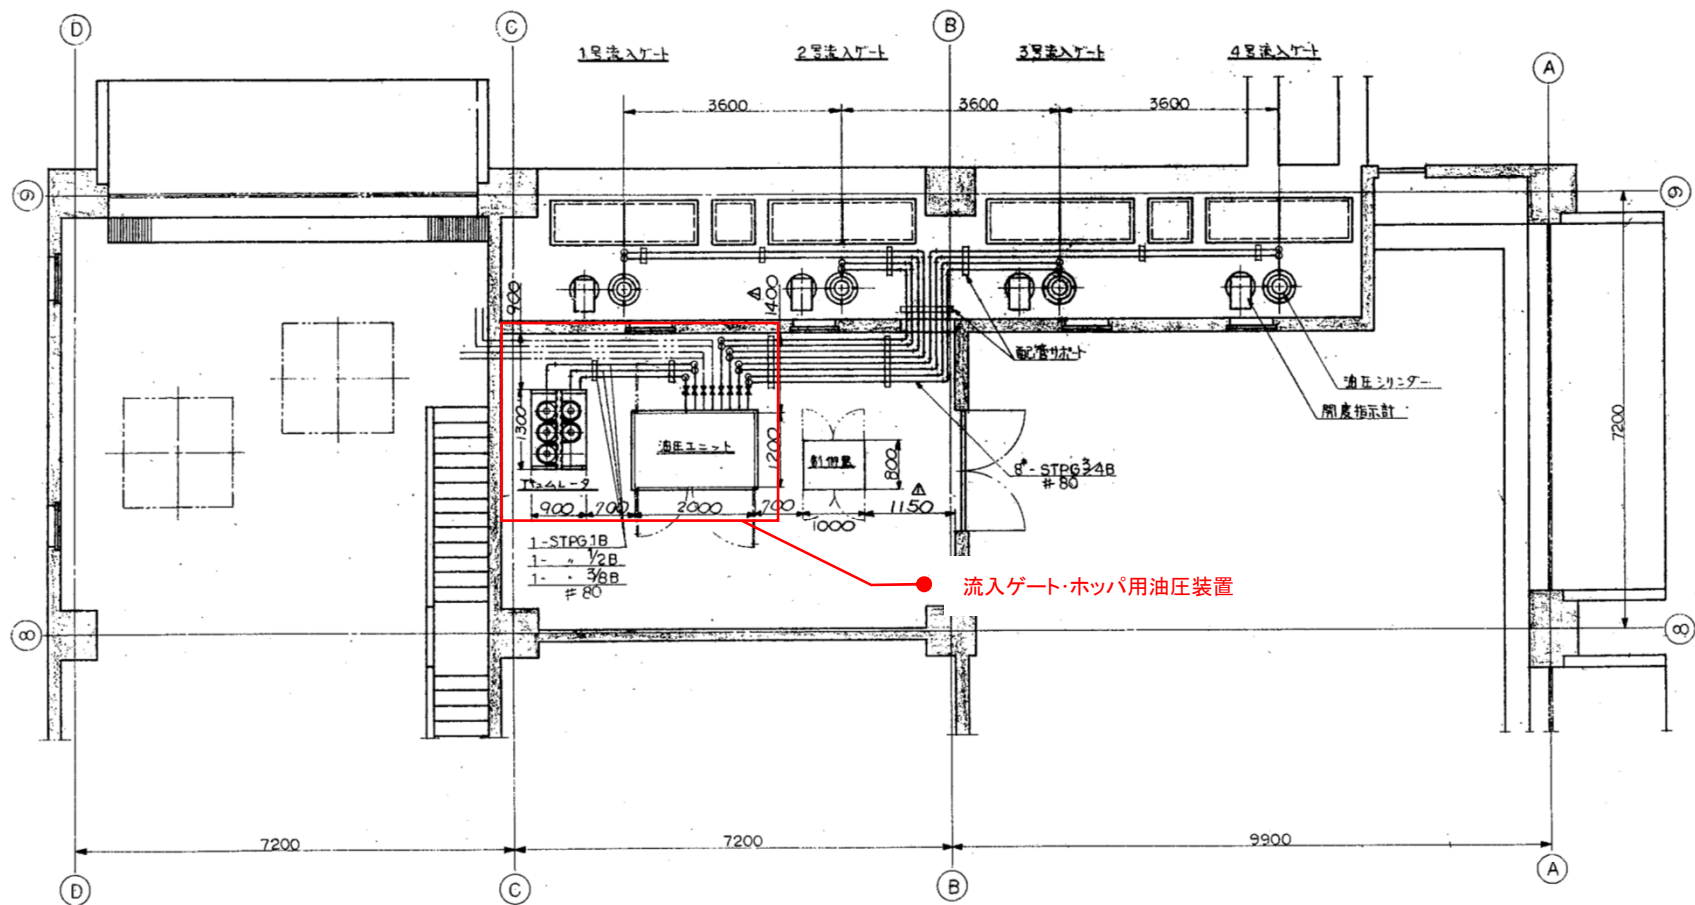 D
C
B
A
1号流入ゲート
2号流入ゲート
3号流入ゲート
4号流入ゲート
3600
3600
3600
9
9
900
1400
配管サポート
油圧シリンダー
開度指示計
7200
1300
油圧ユニット
1200
制御盤
800
アキュムレータ
8*-STPG 3/4B
#80
900
700
2000
700
1000
1150
1-STPG 1B
1- 〃 1/2B
1- 〃 3/8B
#80
流入ゲート・ホッパ用油圧装置
8
8
7200
7200
9900
D
C
B
A